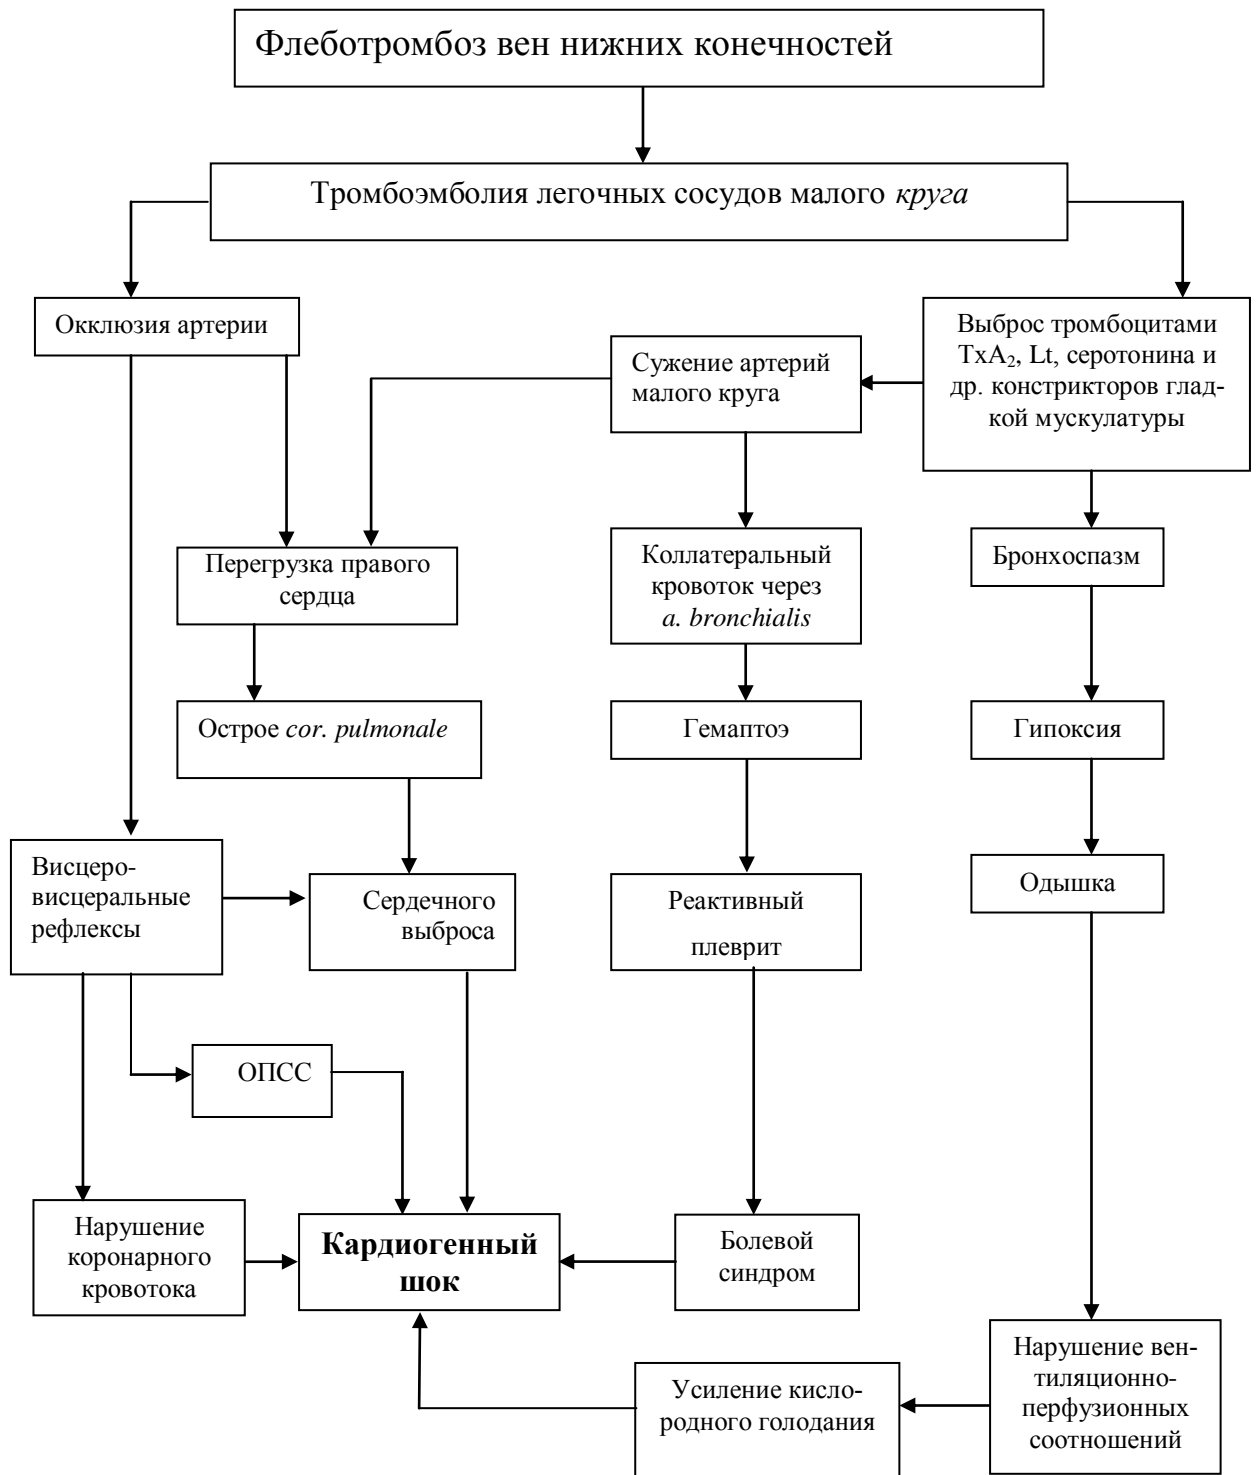 Флеботромбоз вен нижних конечностей
Тромбоэмболия легочных сосудов малого круга
Окклюзия артерии
Сужение артерий
малого круга
Выброс тромбоцитами
TxA₂, Lt, серотонина и
др. констрикторов глад-
кой мускулатуры
Перегрузка правого
сердца
Коллатеральный
кровоток через
a. bronchialis
Бронхоспазм
Острое cor. pulmonale
Гемаптоэ
Гипоксия
Висцеро-
висцеральные
рефлексы
Сердечного
выброса
Реактивный
плеврит
Одышка
ОПСС
Нарушение
коронарного
кровотока
Кардиогенный
шок
Болевой
синдром
Усиление кисло-
родного голодания
Нарушение вен-
тиляционно-
перфузионных
соотношений